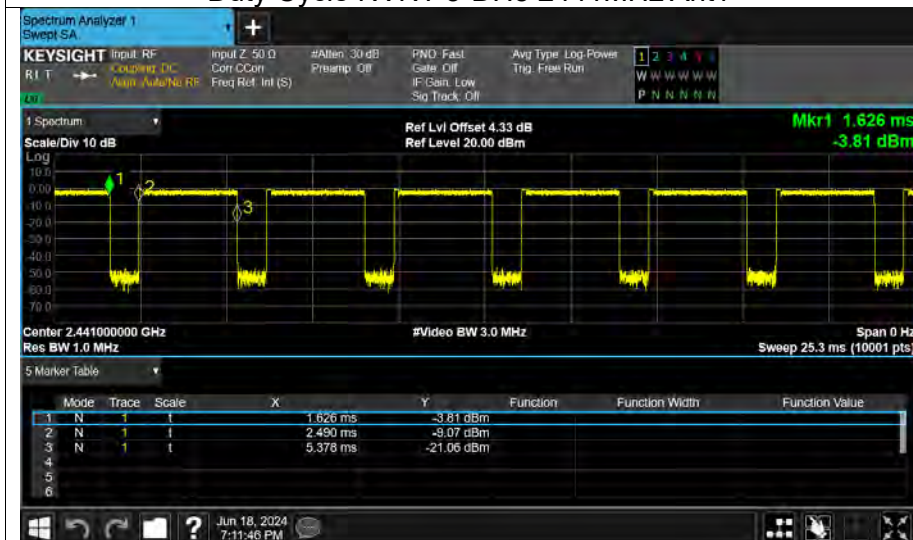 Spectrum Analyzer 1
Swept SA
+
KEYSIGHT Input: RF Input Z: 50 Ω #Atten: 30 dB PNO: Fast Avg Type: Log-Power 1 2 3 4 5 6
RLT Coupling: DC Corr CCorr Preamp: Off Gate: Off Trig: Free Run W W W W W W
Align: Auto/No RF Freq Ref: Int (S) IF Gain: Low
Sig Track: Off P N N N N N
1 Spectrum Ref Lvl Offset 4.33 dB Mkr1 1.626 ms
Scale/Div 10 dB Ref Level 20.00 dBm -3.81 dBm
Log
10.0
0.00
-10.0
-20.0
-30.0
-40.0
-50.0
-60.0
-70.0
1
2
3
Center 2.441000000 GHz #Video BW 3.0 MHz Span 0 Hz
Res BW 1.0 MHz Sweep 25.3 ms (10001 pts)
5 Marker Table
Mode Trace Scale X Y Function Function Width Function Value
1 N 1 t 1.626 ms -3.81 dBm
2 N 1 t 2.490 ms -9.07 dBm
3 N 1 t 5.378 ms -21.06 dBm
4
5
6
? Jun 18, 2024
7:11:46 PM